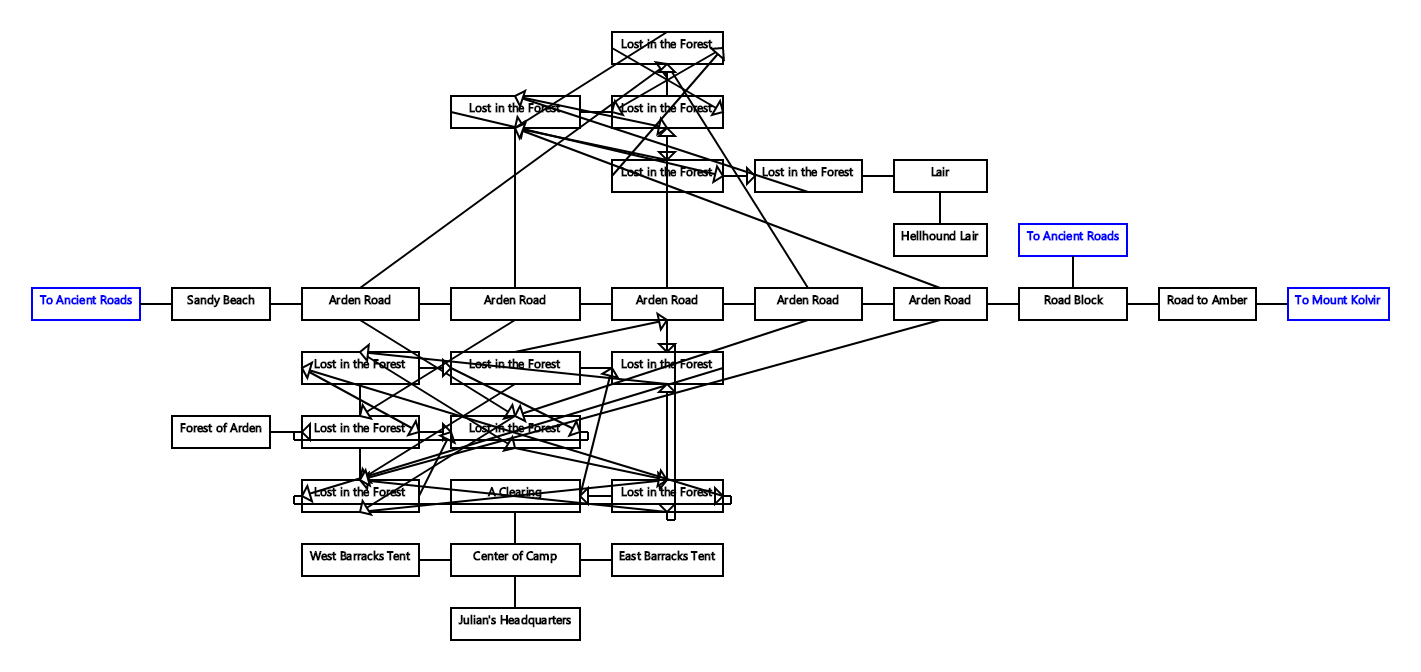 Lost in the Forest
Lost in the Forest
Lost in the Forest
Lost in the Forest
Lost in the Forest
Lair
Hellhound Lair
To Ancient Roads
To Ancient Roads
Sandy Beach
Arden Road
Arden Road
Arden Road
Arden Road
Arden Road
Road Block
Road to Amber
To Mount Kolvir
Lost in the Forest
Lost in the Forest
Lost in the Forest
Forest of Arden
Lost in the Forest
Lost in the Forest
Lost in the Forest
A Clearing
Lost in the Forest
West Barracks Tent
Center of Camp
East Barracks Tent
Julian's Headquarters